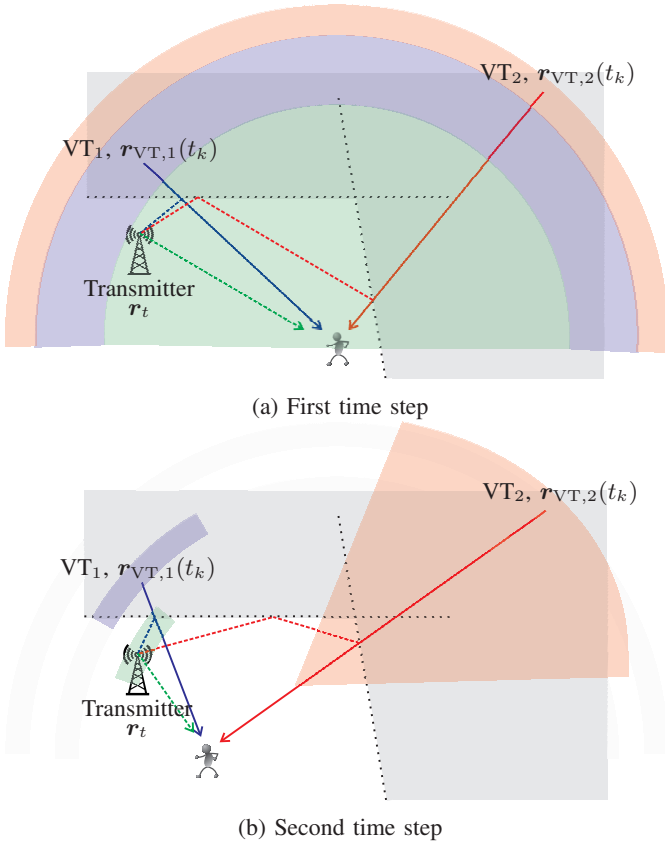 VT₂, r_VT,2(t_k)
VT₁, r_VT,1(t_k)
Transmitter
r_t
(a) First time step
VT₂, r_VT,2(t_k)
VT₁, r_VT,1(t_k)
Transmitter
r_t
(b) Second time step